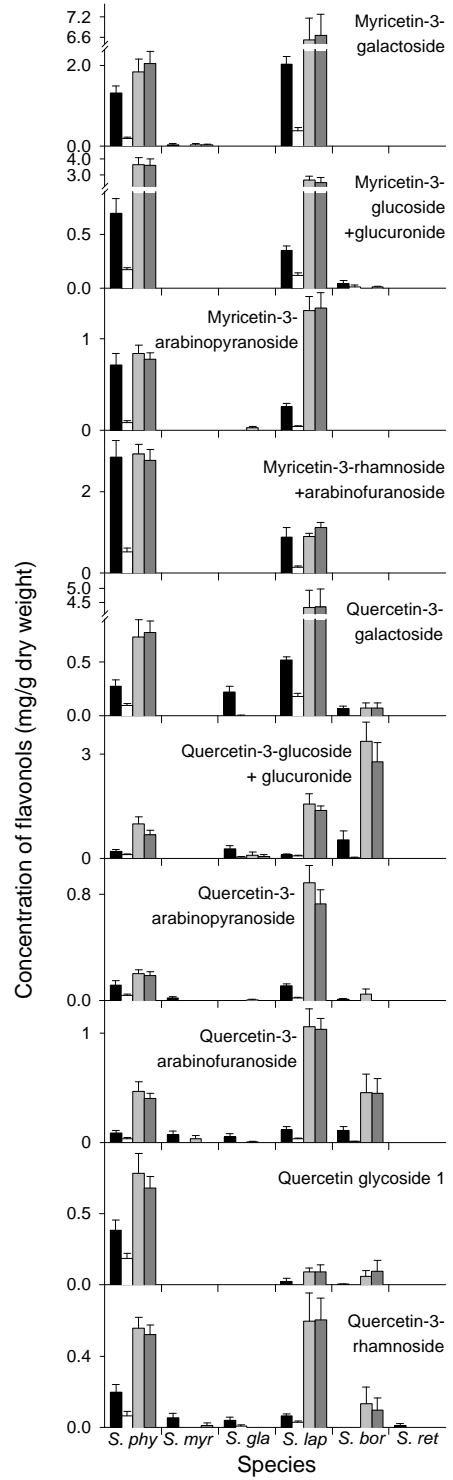 7.2
6.6
2.0
0.0
Myricetin-3-
galactoside
4.0
3.0
0.5
0.0
Myricetin-3-
glucoside
+glucuronide
1
0
Myricetin-3-
arabinopyranoside
2
0
Myricetin-3-rhamnoside
+arabinofuranoside
5.0
4.5
0.5
0.0
Quercetin-3-
galactoside
3
0
Quercetin-3-glucoside
+ glucuronide
0.8
0.0
Quercetin-3-
arabinopyranoside
1
0
Quercetin-3-
arabinofuranoside
0.5
0.0
Quercetin glycoside 1
0.4
0.0
Quercetin-3-
rhamnoside
Concentration of flavonols (mg/g dry weight)
S. phy S. myr S. gla S. lap S. bor S. ret
Species